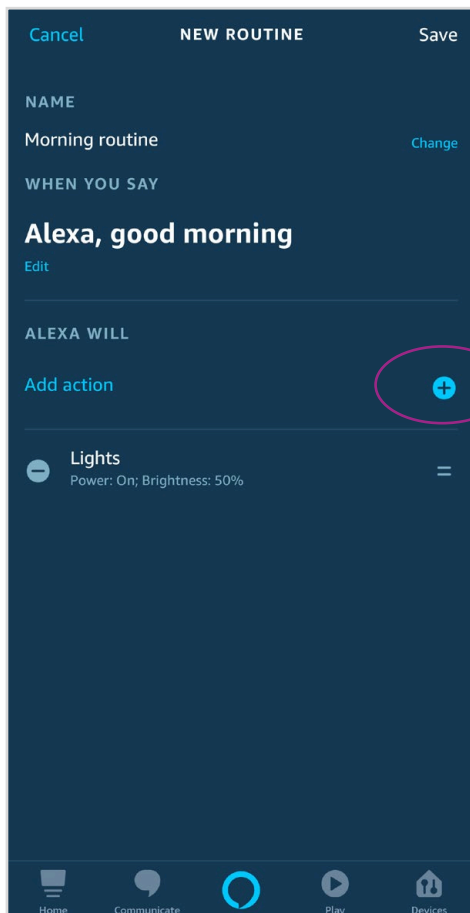 Cancel NEW ROUTINE Save
NAME
Morning routine Change
WHEN YOU SAY
Alexa, good morning
Edit
ALEXA WILL
Add action
Lights
Power: On; Brightness: 50%
Home Communicate Play Devices